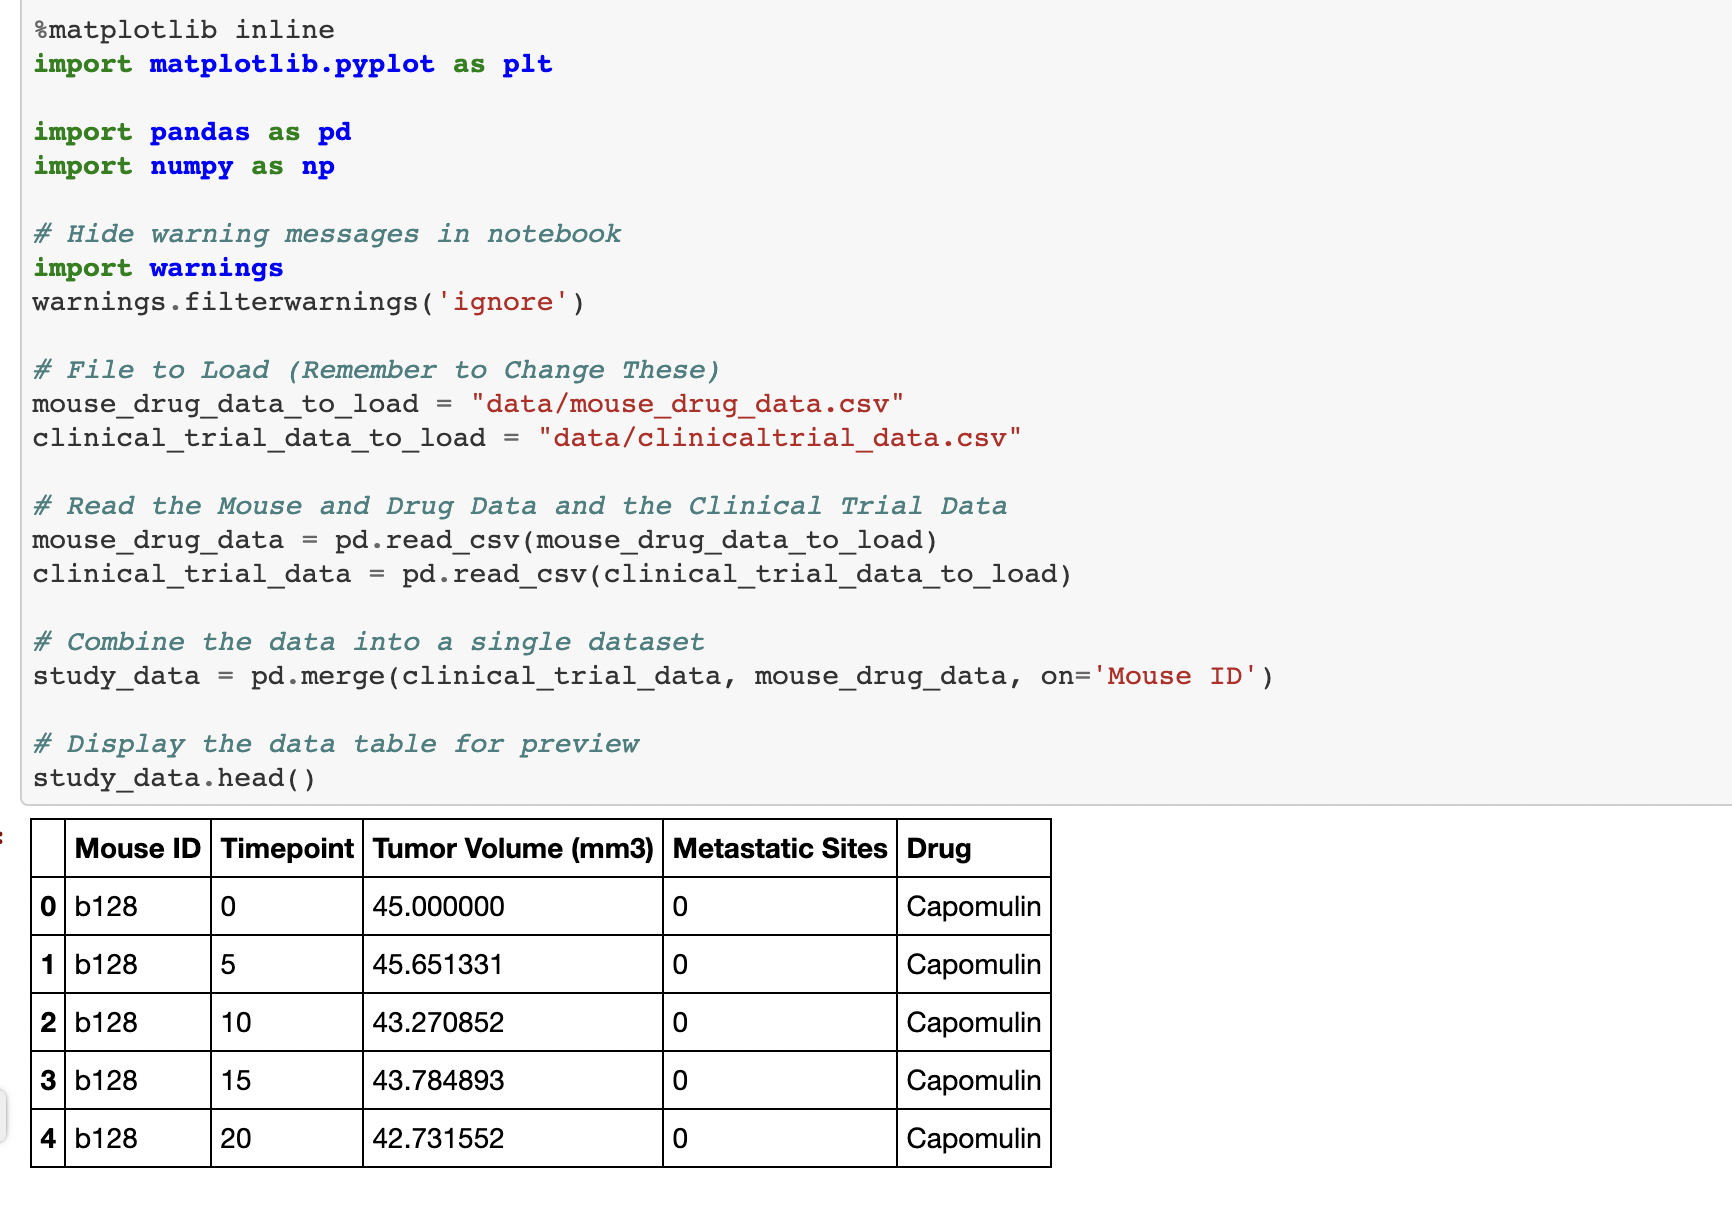 %matplotlib inline
import matplotlib.pyplot as plt
import pandas as pd
import numpy as np
# Hide warning messages in notebook
import warnings
warnings.filterwarnings('ignore')
# File to Load (Remember to Change These)
mouse_drug_data_to_load = "data/mouse_drug_data.csv"
clinical_trial_data_to_load = "data/clinicaltrial_data.csv"
# Read the Mouse and Drug Data and the Clinical Trial Data
mouse_drug_data = pd.read_csv(mouse_drug_data_to_load)
clinical_trial_data = pd.read_csv(clinical_trial_data_to_load)
# Combine the data into a single dataset
study_data = pd.merge(clinical_trial_data, mouse_drug_data, on='Mouse ID')
# Display the data table for preview
study_data.head()
Mouse ID Timepoint Tumor Volume (mm3) Metastatic Sites Drug
0 b128 0 45.000000 0 Capomulin
1 b128 5 45.651331 0 Capomulin
2 b128 10 43.270852 0 Capomulin
3 b128 15 43.784893 0 Capomulin
4 b128 20 42.731552 0 Capomulin